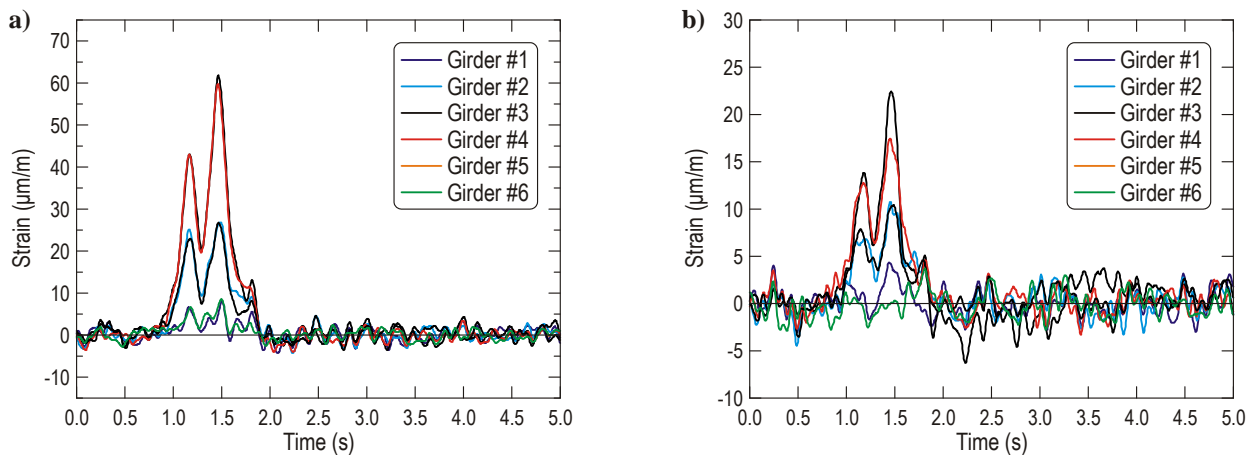 a)
Strain (µm/m)
70
60
50
40
30
20
10
0
-10
0.0 0.5 1.0 1.5 2.0 2.5 3.0 3.5 4.0 4.5 5.0
Time (s)
Girder #1
Girder #2
Girder #3
Girder #4
Girder #5
Girder #6
b)
Strain (µm/m)
30
25
20
15
10
5
0
-5
-10
0.0 0.5 1.0 1.5 2.0 2.5 3.0 3.5 4.0 4.5 5.0
Time (s)
Girder #1
Girder #2
Girder #3
Girder #4
Girder #5
Girder #6